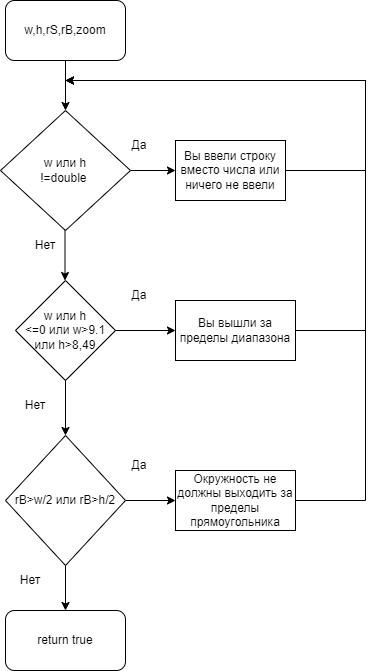 w,h,rS,rB,zoom
w или h
!=double
Да
Вы ввели строку
вместо числа или
ничего не ввели
Нет
w или h
<=0 или w>9.1
или h>8,49
Да
Вы вышли за
пределы диапазона
Нет
rB>w/2 или rB>h/2
Да
Окружность не
должны выходить за
пределы
прямоугольника
Нет
return true